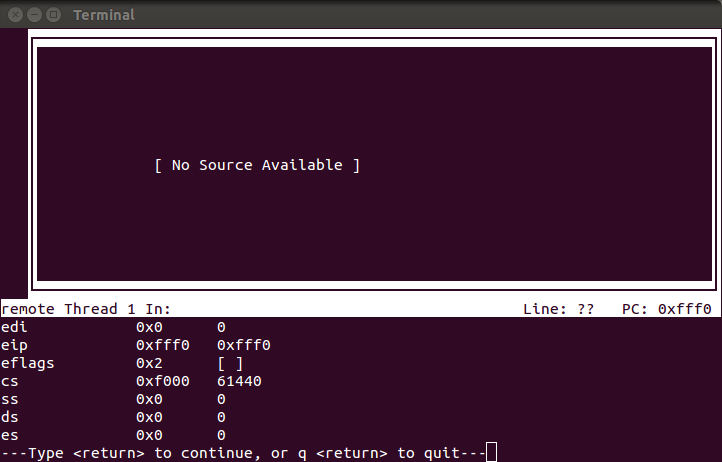 Terminal
[ No Source Available ]
remote Thread 1 In: Line: ?? PC: 0xfff0
edi 0x0 0
eip 0xfff0 0xfff0
eflags 0x2 [ ]
cs 0xf000 61440
ss 0x0 0
ds 0x0 0
es 0x0 0
---Type <return> to continue, or q <return> to quit---